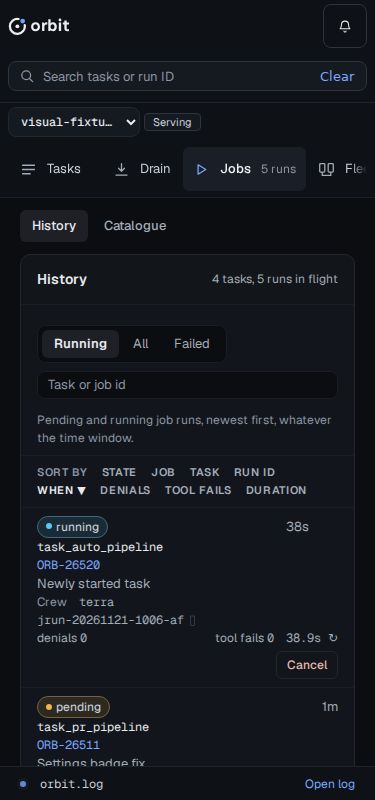 orbit
Search tasks or run ID Clear
visual-fixtu… Serving
Tasks Drain Jobs 5 runs Flee
History Catalogue
History 4 tasks, 5 runs in flight
Running All Failed
Task or job id
Pending and running job runs, newest first, whatever
the time window.
SORT BY STATE JOB TASK RUN ID
WHEN ▼ DENIALS TOOL FAILS DURATION
running 38s
task_auto_pipeline
ORB-26520
Newly started task
Crew terra
jrun-20261121-1006-af
denials 0 tool fails 0 38.9s ↻
Cancel
pending 1m
task_pr_pipeline
ORB-26511
Settings badge fix
orbit.log Open log